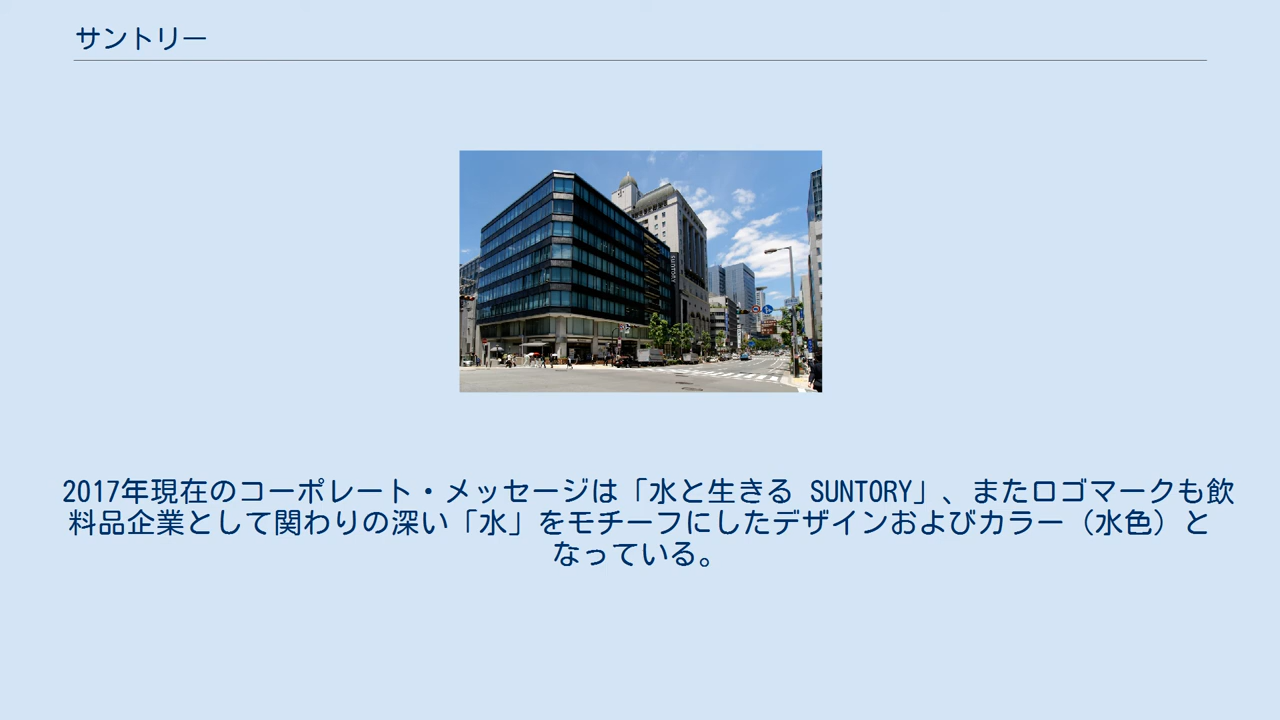 サントリー
SUNTORY
2017年現在のコーポレート・メッセージは「水と生きる SUNTORY」、またロゴマークも飲
料品企業として関わりの深い「水」をモチーフにしたデザインおよびカラー（水色）と
なっている。